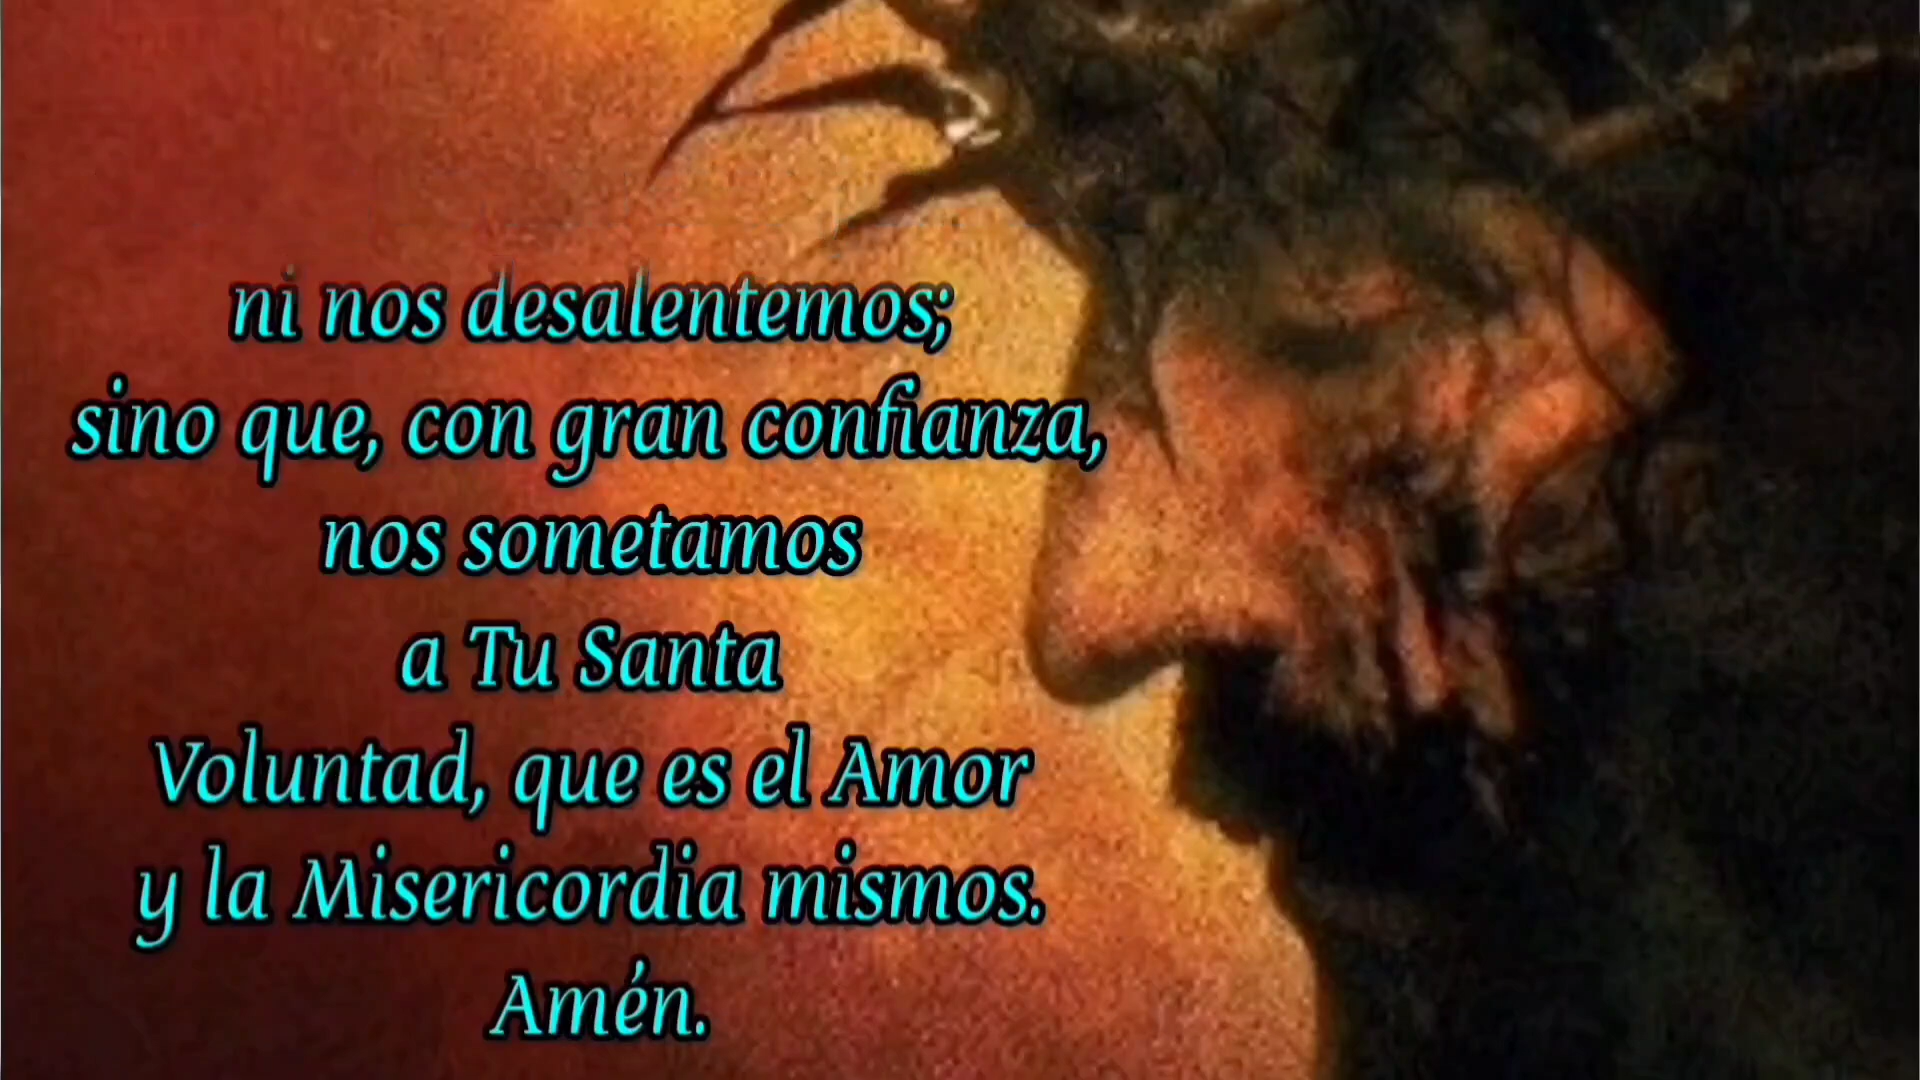 ni nos desalentemos;
sino que, con gran confianza,
nos sometamos
a Tu Santa
Voluntad, que es el Amor
y la Misericordia mismos.
Amén.